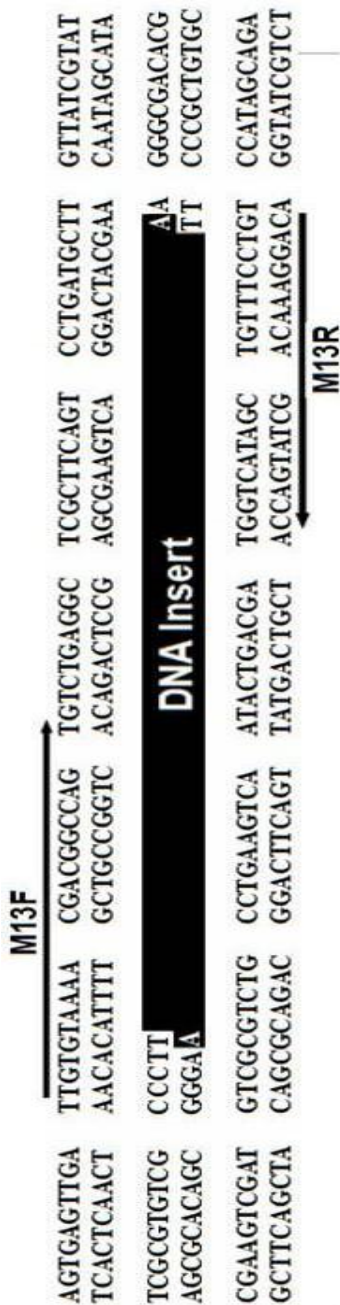 M13F
AGTGAGTTGA TTGTGTAAAA CGACGGCCAG TGTCTGAGGC TCGCTTCAGT CCTGATGCTT GTTATCGTAT
TCACTCAACT AACACATTTT GCTGCCGGTC ACAGACTCCG AGCGAAGTCA GGACTACGAA CAATAGCATA
TCGCGTGTCG CCCTT AA GGGCGACACG
DNA Insert
AGCGCACAGC GGGAA TT CCCGCTGTGC
CGAAGTCGAT GTCGCGTCTG CCTGAAGTCA ATACTGACGA TGGTCATAGC TGTTTCCTGT CCATAGCAGA
GCTTCAGCTA CAGCGCAGAC GGACTTCAGT TATGACTGCT ACCAGTATCG ACAAAGGACA GGTATCGTCT
M13R